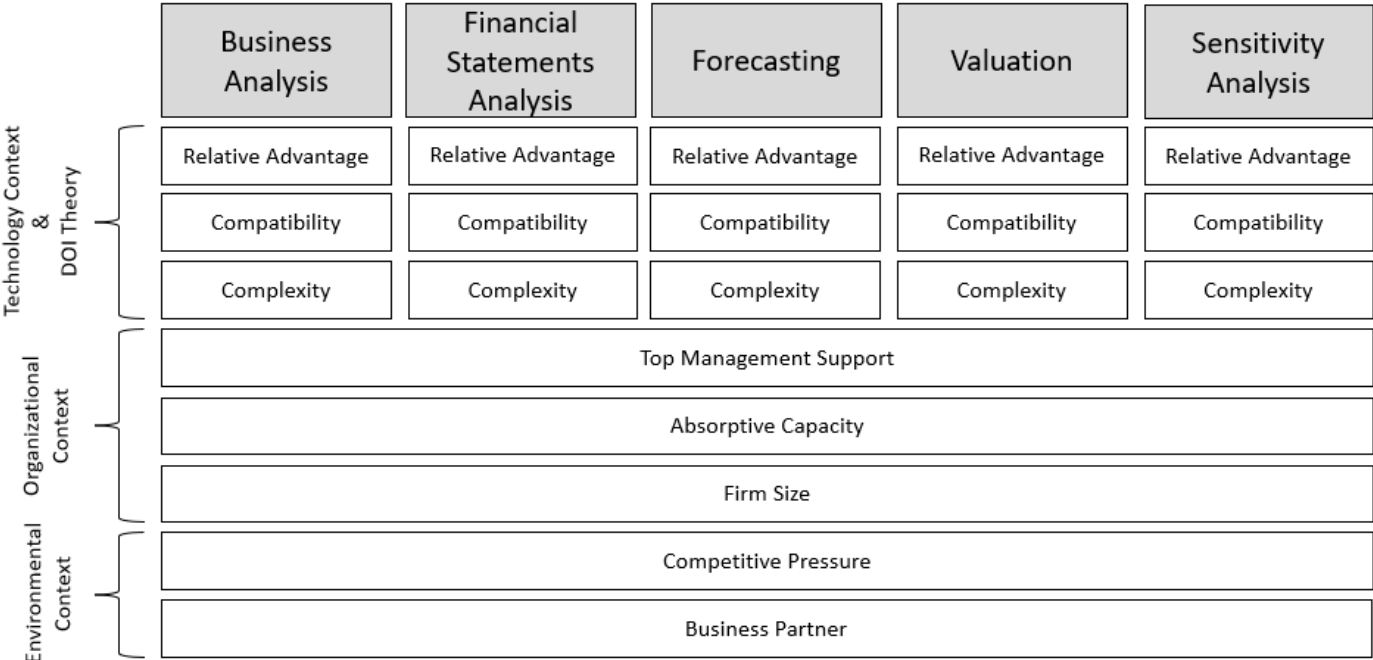 Business
Analysis
Financial
Statements
Analysis
Forecasting
Valuation
Sensitivity
Analysis
Technology Context
&
DOI Theory
Relative Advantage
Relative Advantage
Relative Advantage
Relative Advantage
Relative Advantage
Compatibility
Compatibility
Compatibility
Compatibility
Compatibility
Complexity
Complexity
Complexity
Complexity
Complexity
Organizational
Context
Top Management Support
Absorptive Capacity
Firm Size
Environmental
Context
Competitive Pressure
Business Partner